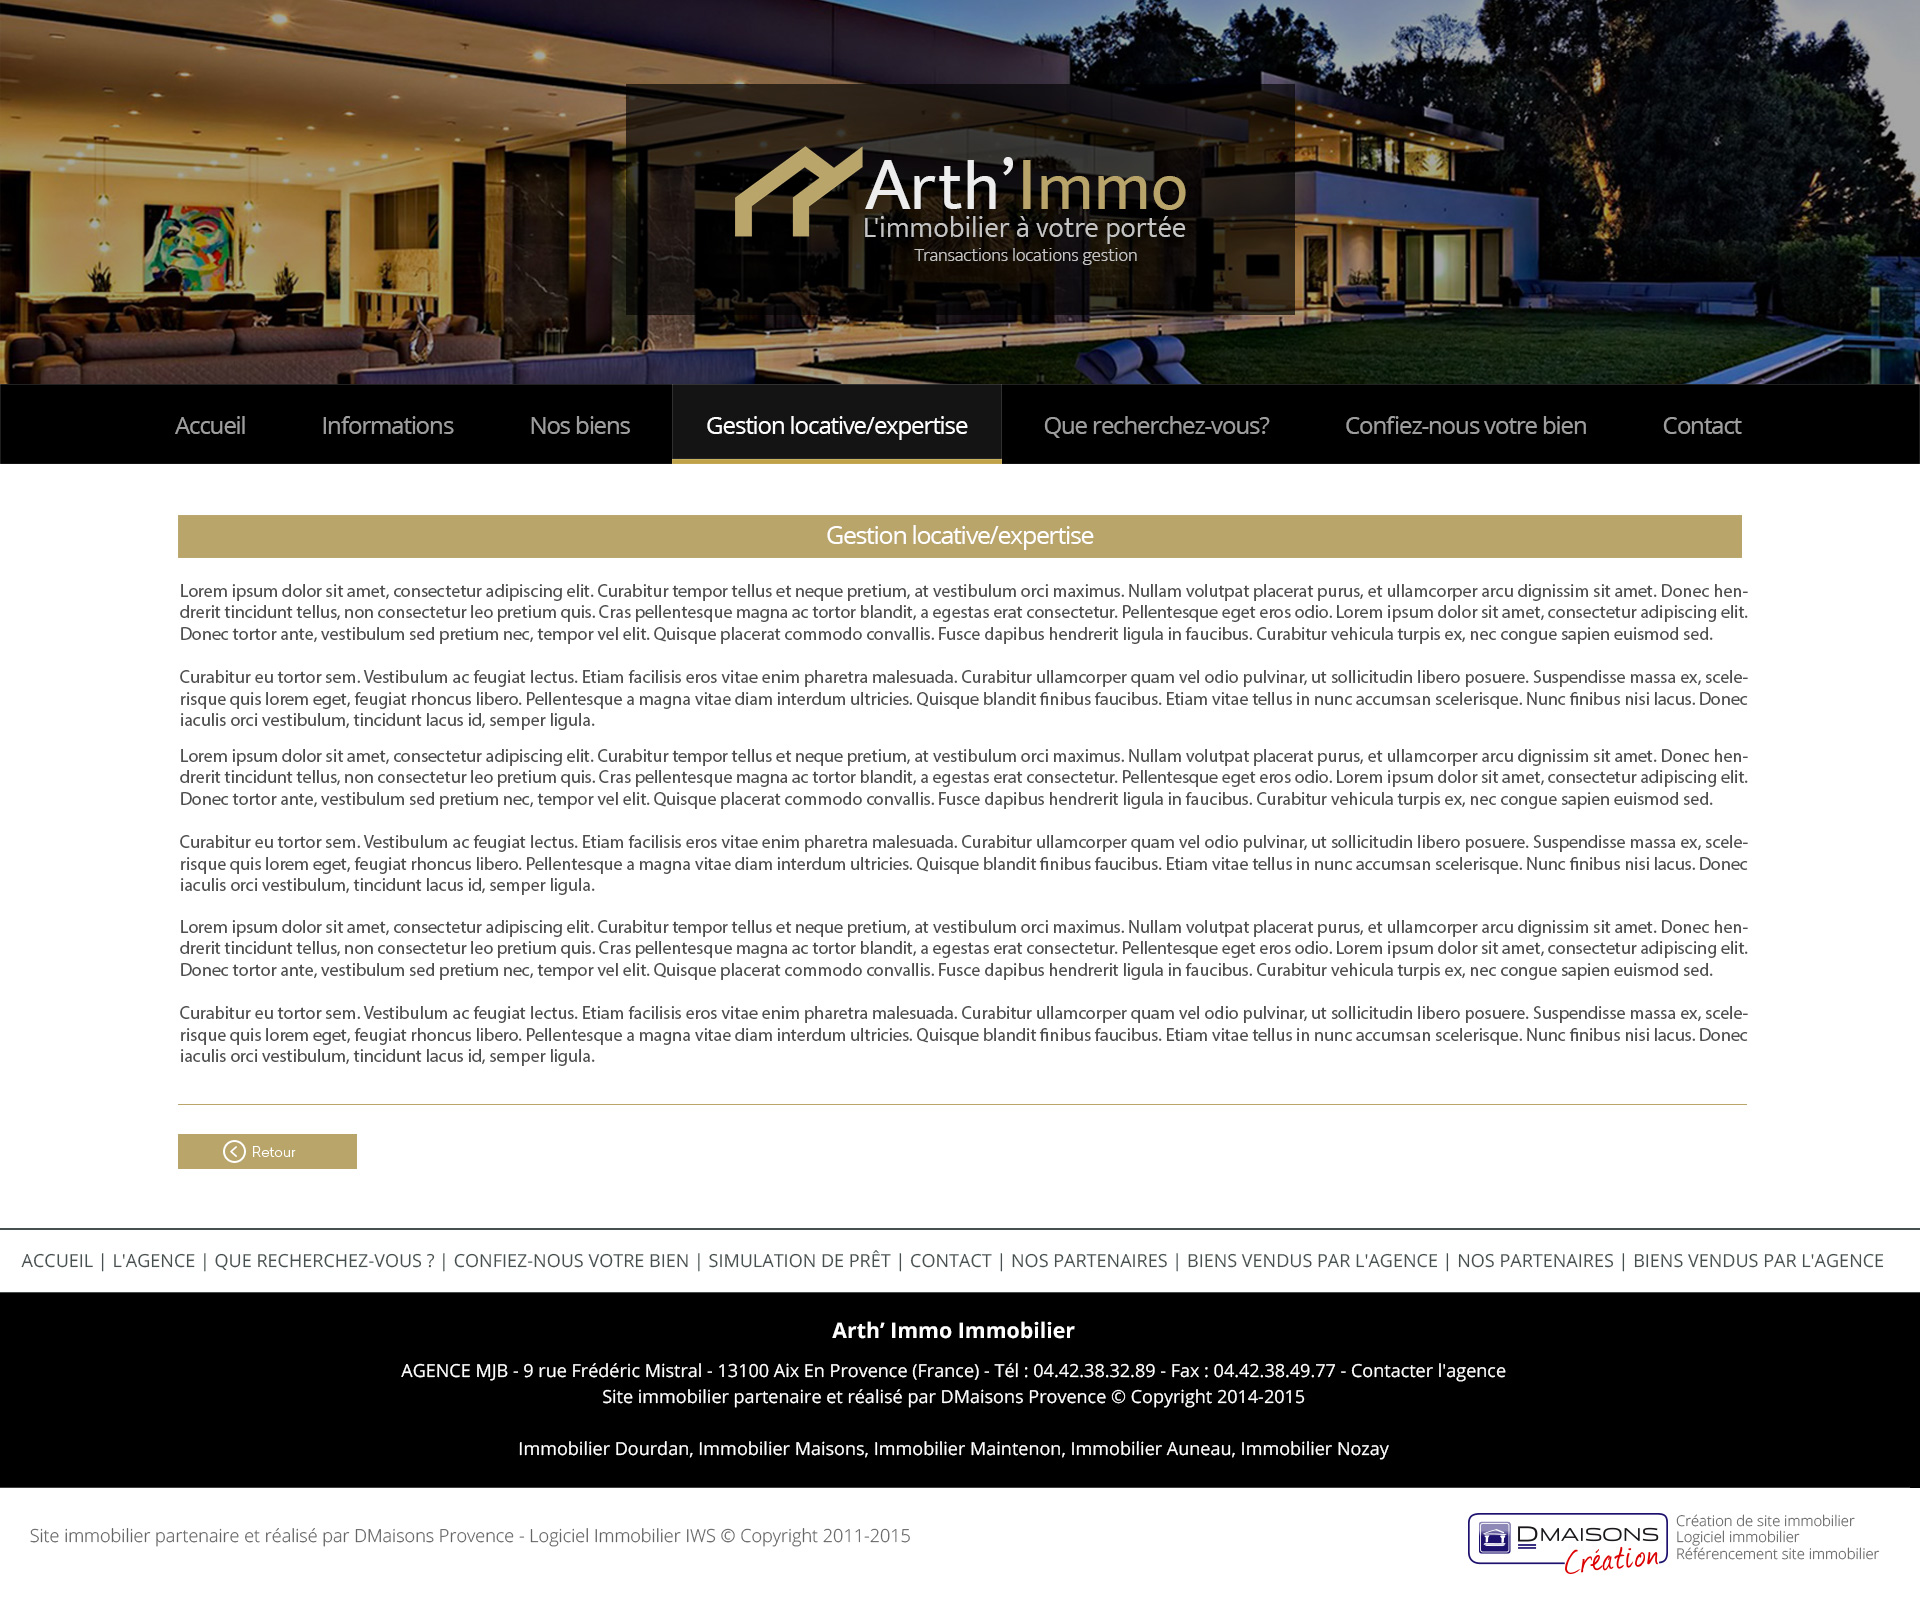 Arth’Immo
L'immobilier à votre portée
Transactions locations gestion
Accueil Informations Nos biens Gestion locative/expertise Que recherchez-vous? Confiez-nous votre bien Contact
Gestion locative/expertise
Lorem ipsum dolor sit amet, consectetur adipiscing elit. Curabitur tempor tellus et neque pretium, at vestibulum orci maximus. Nullam volutpat placerat purus, et ullamcorper arcu dignissim sit amet. Donec hen-
drerit tincidunt tellus, non consectetur leo pretium quis. Cras pellentesque magna ac tortor blandit, a egestas erat consectetur. Pellentesque eget eros odio. Lorem ipsum dolor sit amet, consectetur adipiscing elit.
Donec tortor ante, vestibulum sed pretium nec, tempor vel elit. Quisque placerat commodo convallis. Fusce dapibus hendrerit ligula in faucibus. Curabitur vehicula turpis ex, nec congue sapien euismod sed.
Curabitur eu tortor sem. Vestibulum ac feugiat lectus. Etiam facilisis eros vitae enim pharetra malesuada. Curabitur ullamcorper quam vel odio pulvinar, ut sollicitudin libero posuere. Suspendisse massa ex, scele-
risque quis lorem eget, feugiat rhoncus libero. Pellentesque a magna vitae diam interdum ultricies. Quisque blandit finibus faucibus. Etiam vitae tellus in nunc accumsan scelerisque. Nunc finibus nisi lacus. Donec
iaculis orci vestibulum, tincidunt lacus id, semper ligula.
Lorem ipsum dolor sit amet, consectetur adipiscing elit. Curabitur tempor tellus et neque pretium, at vestibulum orci maximus. Nullam volutpat placerat purus, et ullamcorper arcu dignissim sit amet. Donec hen-
drerit tincidunt tellus, non consectetur leo pretium quis. Cras pellentesque magna ac tortor blandit, a egestas erat consectetur. Pellentesque eget eros odio. Lorem ipsum dolor sit amet, consectetur adipiscing elit.
Donec tortor ante, vestibulum sed pretium nec, tempor vel elit. Quisque placerat commodo convallis. Fusce dapibus hendrerit ligula in faucibus. Curabitur vehicula turpis ex, nec congue sapien euismod sed.
Curabitur eu tortor sem. Vestibulum ac feugiat lectus. Etiam facilisis eros vitae enim pharetra malesuada. Curabitur ullamcorper quam vel odio pulvinar, ut sollicitudin libero posuere. Suspendisse massa ex, scele-
risque quis lorem eget, feugiat rhoncus libero. Pellentesque a magna vitae diam interdum ultricies. Quisque blandit finibus faucibus. Etiam vitae tellus in nunc accumsan scelerisque. Nunc finibus nisi lacus. Donec
iaculis orci vestibulum, tincidunt lacus id, semper ligula.
Lorem ipsum dolor sit amet, consectetur adipiscing elit. Curabitur tempor tellus et neque pretium, at vestibulum orci maximus. Nullam volutpat placerat purus, et ullamcorper arcu dignissim sit amet. Donec hen-
drerit tincidunt tellus, non consectetur leo pretium quis. Cras pellentesque magna ac tortor blandit, a egestas erat consectetur. Pellentesque eget eros odio. Lorem ipsum dolor sit amet, consectetur adipiscing elit.
Donec tortor ante, vestibulum sed pretium nec, tempor vel elit. Quisque placerat commodo convallis. Fusce dapibus hendrerit ligula in faucibus. Curabitur vehicula turpis ex, nec congue sapien euismod sed.
Curabitur eu tortor sem. Vestibulum ac feugiat lectus. Etiam facilisis eros vitae enim pharetra malesuada. Curabitur ullamcorper quam vel odio pulvinar, ut sollicitudin libero posuere. Suspendisse massa ex, scele-
risque quis lorem eget, feugiat rhoncus libero. Pellentesque a magna vitae diam interdum ultricies. Quisque blandit finibus faucibus. Etiam vitae tellus in nunc accumsan scelerisque. Nunc finibus nisi lacus. Donec
iaculis orci vestibulum, tincidunt lacus id, semper ligula.
Retour
ACCUEIL | L'AGENCE | QUE RECHERCHEZ-VOUS ? | CONFIEZ-NOUS VOTRE BIEN | SIMULATION DE PRÊT | CONTACT | NOS PARTENAIRES | BIENS VENDUS PAR L'AGENCE | NOS PARTENAIRES | BIENS VENDUS PAR L'AGENCE
Arth’ Immo Immobilier
AGENCE MJB - 9 rue Frédéric Mistral - 13100 Aix En Provence (France) - Tél : 04.42.38.32.89 - Fax : 04.42.38.49.77 - Contacter l'agence
Site immobilier partenaire et réalisé par DMaisons Provence © Copyright 2014-2015
Immobilier Dourdan, Immobilier Maisons, Immobilier Maintenon, Immobilier Auneau, Immobilier Nozay
Site immobilier partenaire et réalisé par DMaisons Provence - Logiciel Immobilier IWS © Copyright 2011-2015
DMAISONS
Création
Création de site immobilier
Logiciel immobilier
Référencement site immobilier